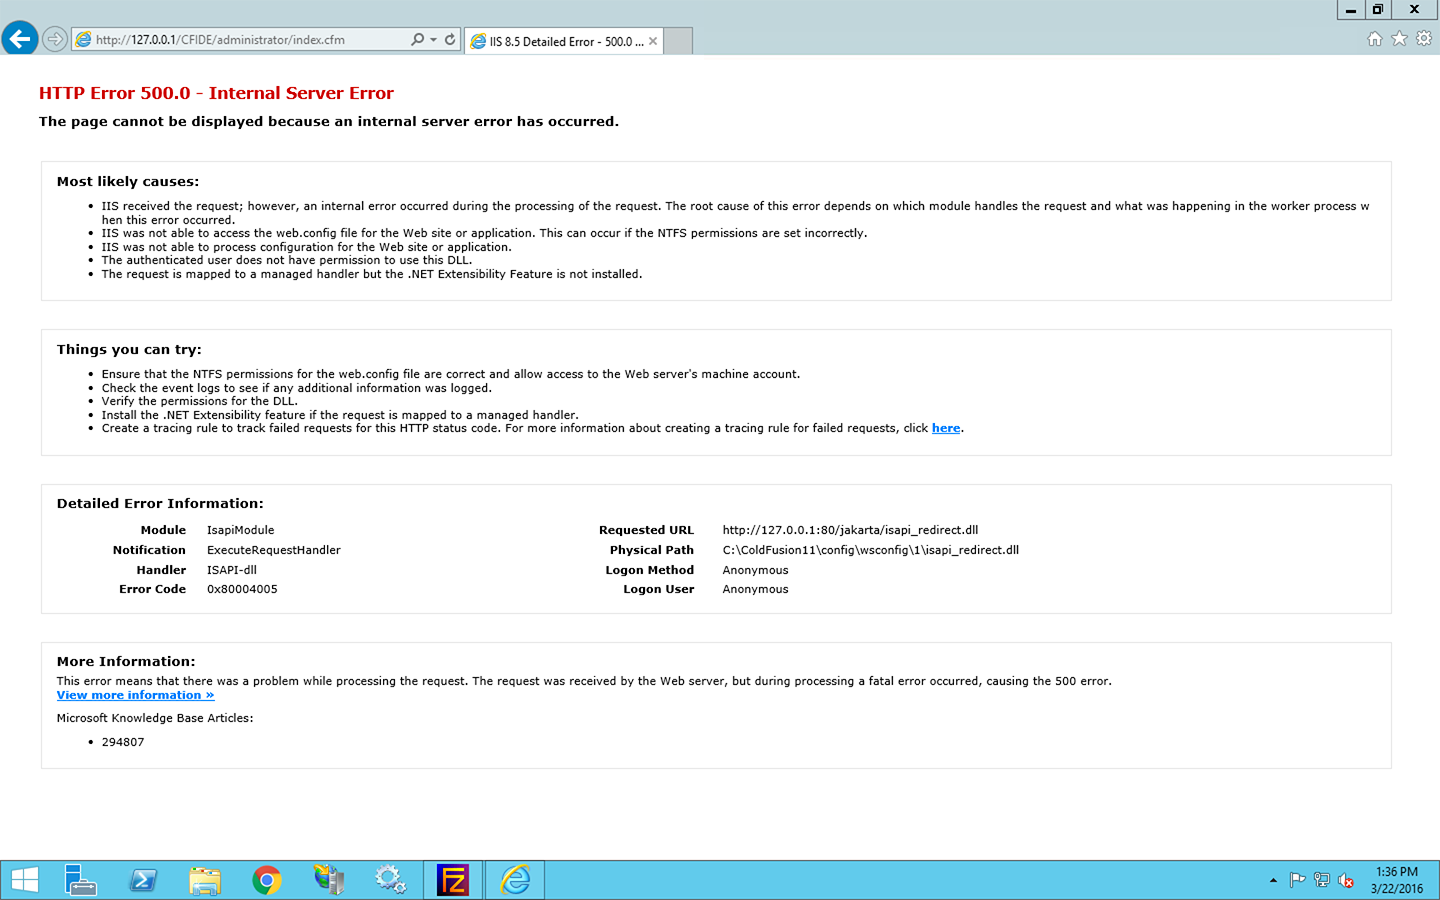 http://127.0.0.1/CFIDE/administrator/index.cfm
IIS 8.5 Detailed Error - 500.0 ...
HTTP Error 500.0 - Internal Server Error
The page cannot be displayed because an internal server error has occurred.
Most likely causes:
• IIS received the request; however, an internal error occurred during the processing of the request. The root cause of this error depends on which module handles the request and what was happening in the worker process w
hen this error occurred.
• IIS was not able to access the web.config file for the Web site or application. This can occur if the NTFS permissions are set incorrectly.
• IIS was not able to process configuration for the Web site or application.
• The authenticated user does not have permission to use this DLL.
• The request is mapped to a managed handler but the .NET Extensibility Feature is not installed.
Things you can try:
• Ensure that the NTFS permissions for the web.config file are correct and allow access to the Web server's machine account.
• Check the event logs to see if any additional information was logged.
• Verify the permissions for the DLL.
• Install the .NET Extensibility feature if the request is mapped to a managed handler.
• Create a tracing rule to track failed requests for this HTTP status code. For more information about creating a tracing rule for failed requests, click here.
Detailed Error Information:
Module IsapiModule Requested URL http://127.0.0.1:80/jakarta/isapi_redirect.dll
Notification ExecuteRequestHandler Physical Path C:\ColdFusion11\config\wsconfig\1\isapi_redirect.dll
Handler ISAPI-dll Logon Method Anonymous
Error Code 0x80004005 Logon User Anonymous
More Information:
This error means that there was a problem while processing the request. The request was received by the Web server, but during processing a fatal error occurred, causing the 500 error.
View more information »
Microsoft Knowledge Base Articles:
• 294807
FZ
1:36 PM
3/22/2016